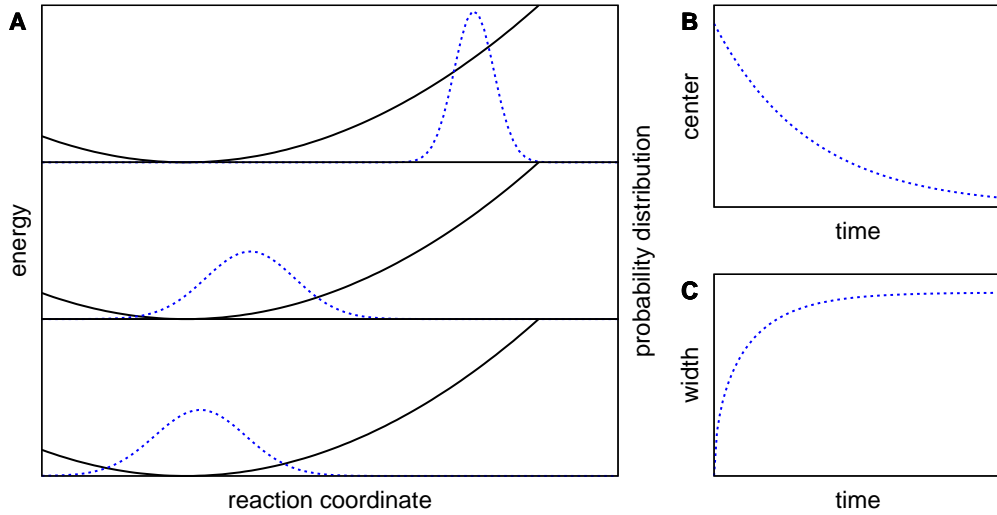 A
energy
reaction coordinate
probability distribution
B
center
time
C
width
time